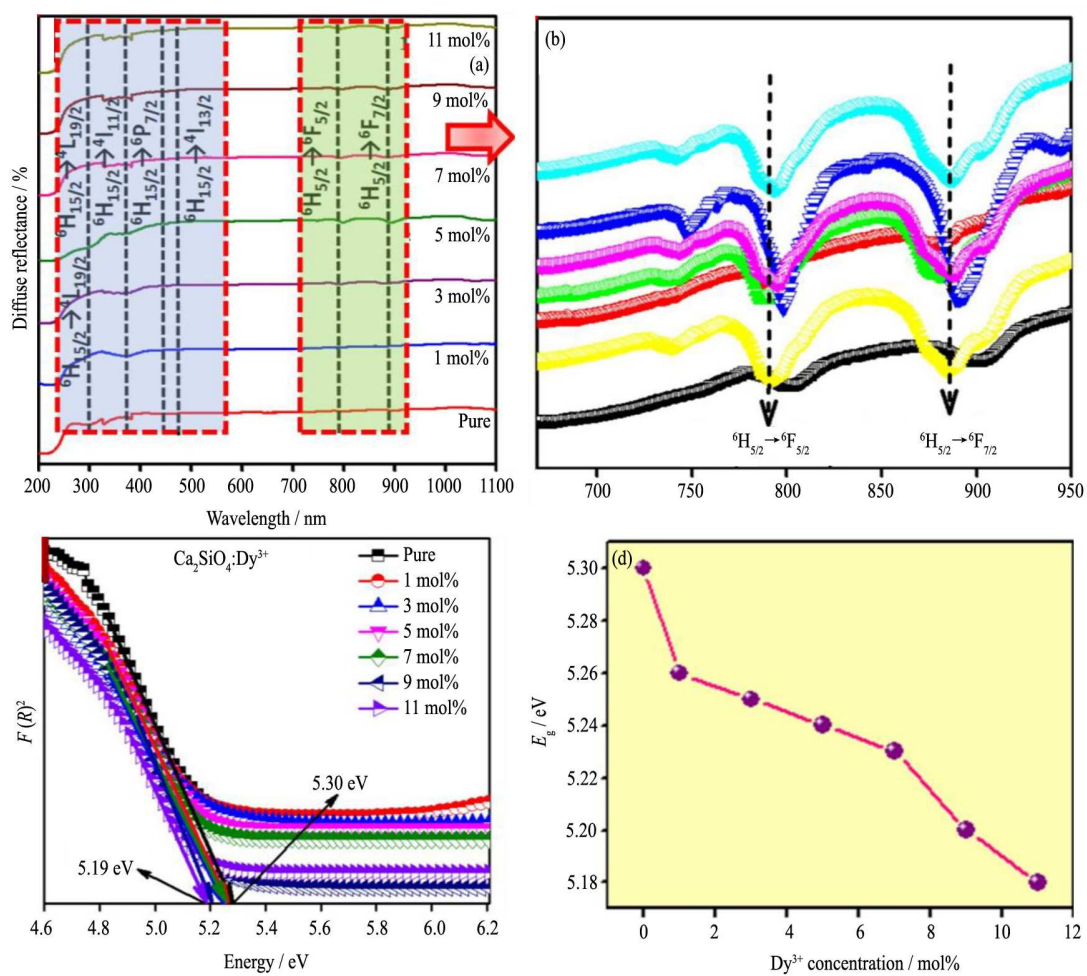 (a)
11 mol%
9 mol%
7 mol%
5 mol%
3 mol%
1 mol%
Pure
⁶H₁₅/₂→⁴I₁₉/₂
⁶H₁₅/₂→⁴L₁₉/₂
⁶H₁₅/₂→⁴I₁₁/₂
⁶H₁₅/₂→⁶P₇/₂
⁶H₁₅/₂→⁴I₁₃/₂
⁶H₅/₂→⁶F₅/₂
⁶H₅/₂→⁶F₇/₂
Diffuse reflectance / %
200 300 400 500 600 700 800 900 1000 1100
Wavelength / nm
(b)
⁶H₅/₂→⁶F₅/₂
⁶H₅/₂→⁶F₇/₂
700 750 800 850 900 950
Ca₂SiO₄:Dy³⁺
Pure
1 mol%
3 mol%
5 mol%
7 mol%
9 mol%
11 mol%
5.30 eV
5.19 eV
F (R)²
4.6 4.8 5.0 5.2 5.4 5.6 5.8 6.0 6.2
Energy / eV
(d)
5.30
5.28
5.26
5.24
5.22
5.20
5.18
E_g / eV
0 2 4 6 8 10 12
Dy³⁺ concentration / mol%